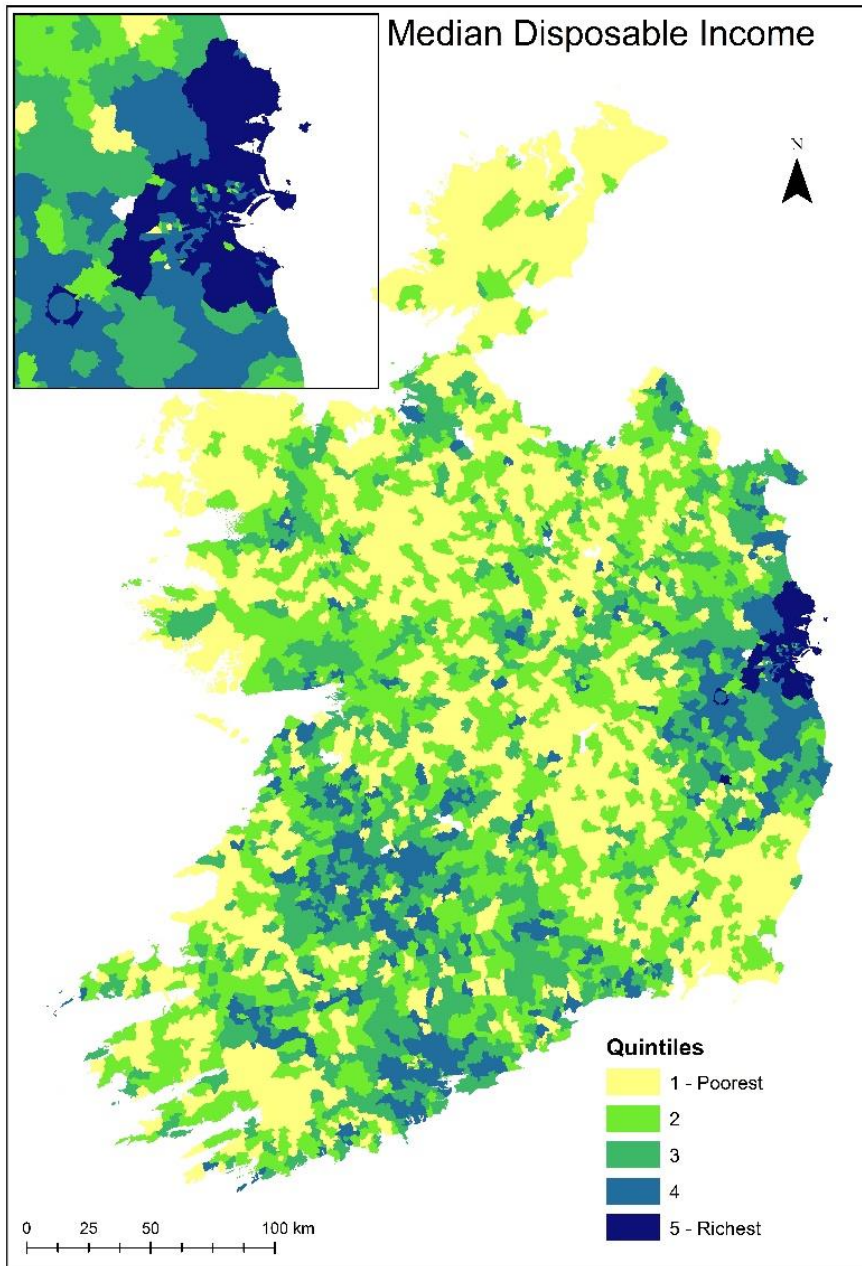 Median Disposable Income
N
Quintiles
1 - Poorest
2
3
4
5 - Richest
0 25 50 100 km